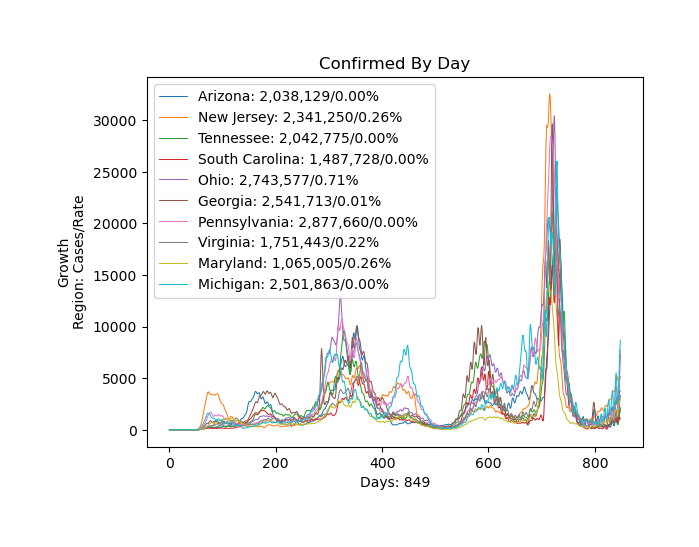 Confirmed By Day
Arizona: 2,038,129/0.00%
New Jersey: 2,341,250/0.26%
Tennessee: 2,042,775/0.00%
South Carolina: 1,487,728/0.00%
Ohio: 2,743,577/0.71%
Georgia: 2,541,713/0.01%
Pennsylvania: 2,877,660/0.00%
Virginia: 1,751,443/0.22%
Maryland: 1,065,005/0.26%
Michigan: 2,501,863/0.00%
Growth
Region: Cases/Rate
30000
25000
20000
15000
10000
5000
0
0 200 400 600 800
Days: 849